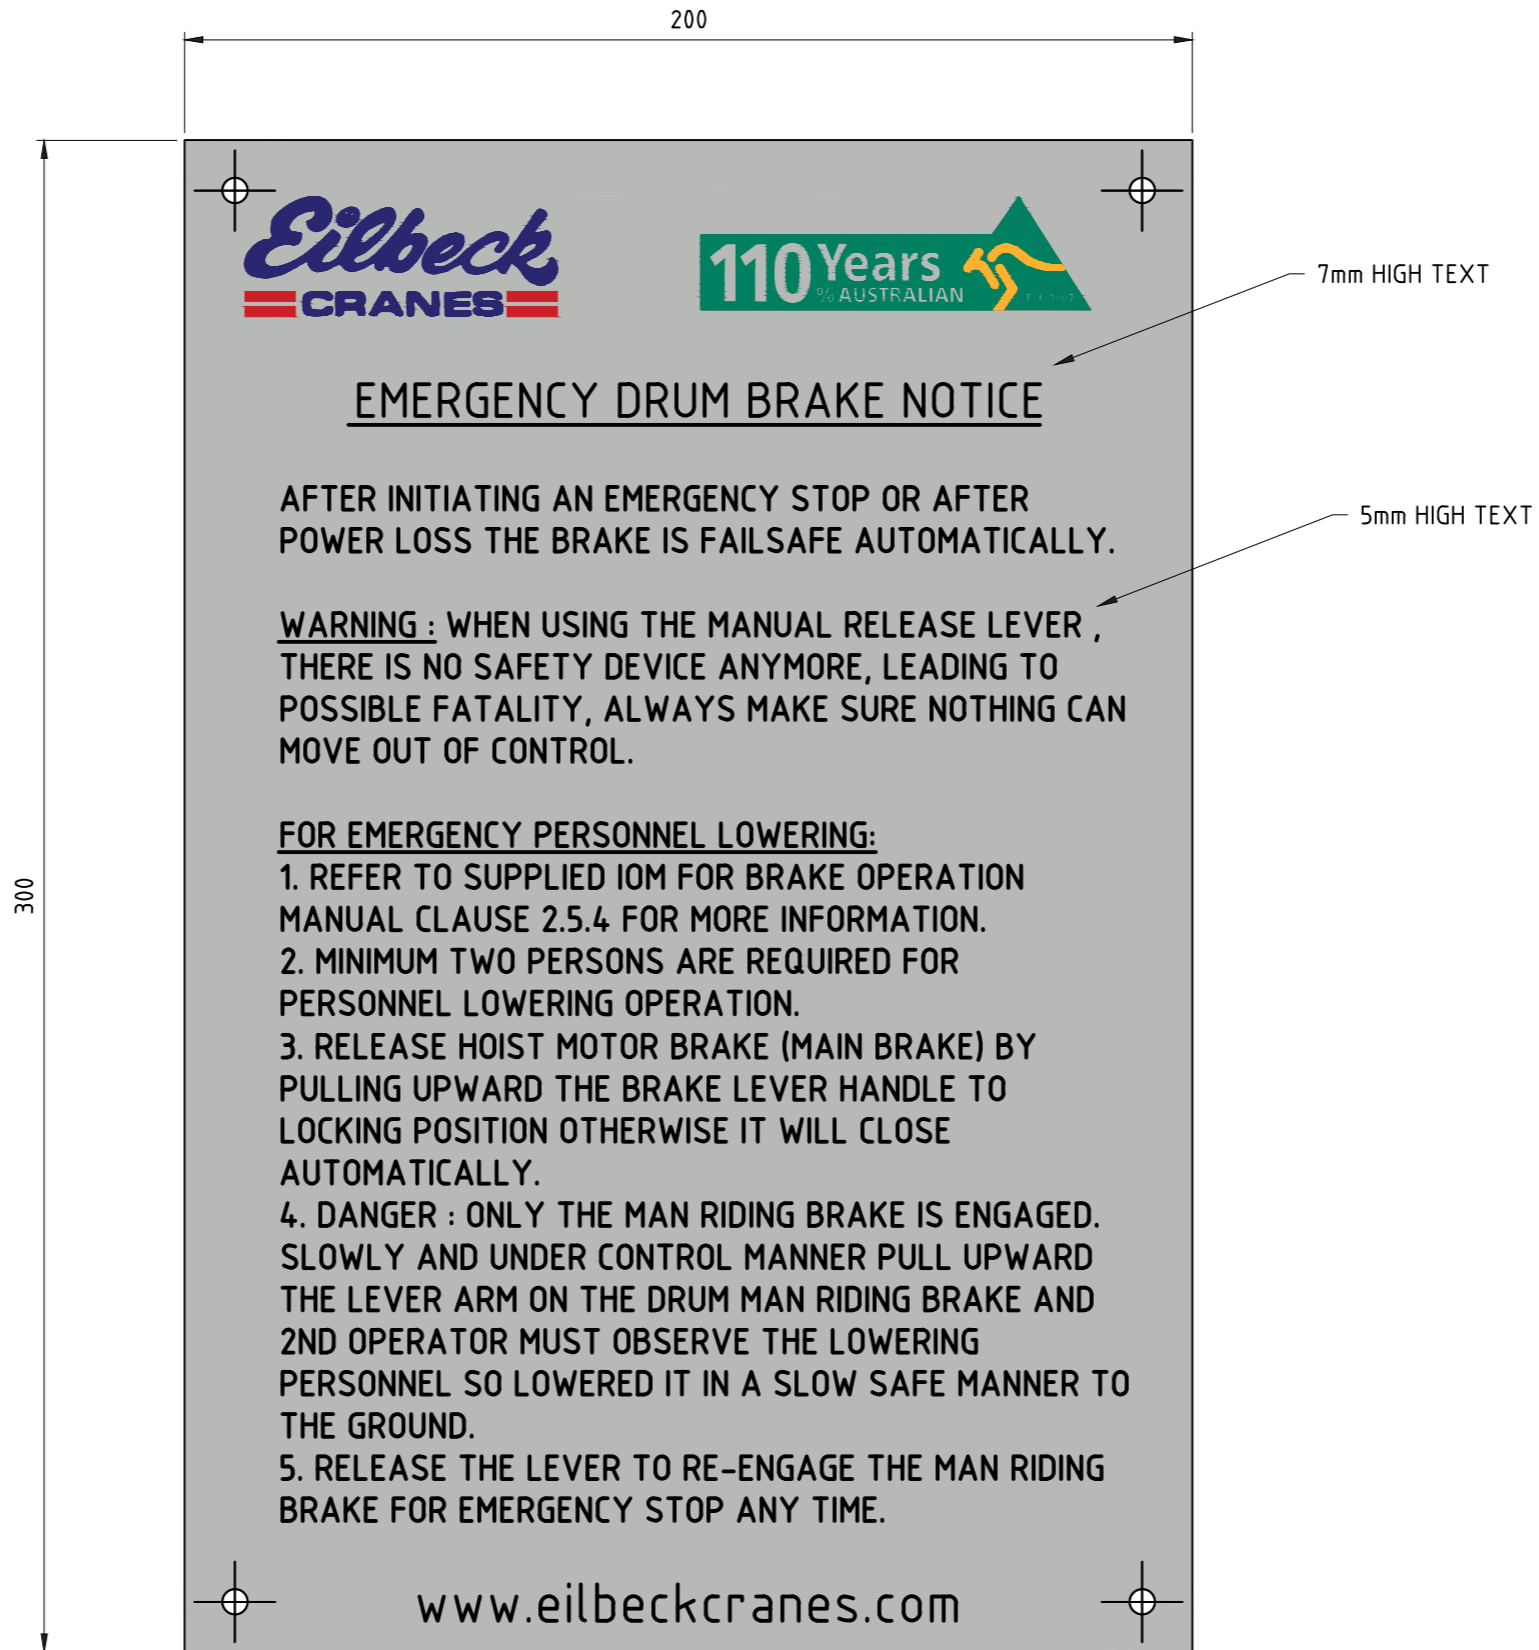 200
300
Eilbeck
CRANES
110 Years
% AUSTRALIAN
7mm HIGH TEXT
EMERGENCY DRUM BRAKE NOTICE
5mm HIGH TEXT
AFTER INITIATING AN EMERGENCY STOP OR AFTER
POWER LOSS THE BRAKE IS FAILSAFE AUTOMATICALLY.
WARNING : WHEN USING THE MANUAL RELEASE LEVER ,
THERE IS NO SAFETY DEVICE ANYMORE, LEADING TO
POSSIBLE FATALITY, ALWAYS MAKE SURE NOTHING CAN
MOVE OUT OF CONTROL.
FOR EMERGENCY PERSONNEL LOWERING:
1. REFER TO SUPPLIED IOM FOR BRAKE OPERATION
MANUAL CLAUSE 2.5.4 FOR MORE INFORMATION.
2. MINIMUM TWO PERSONS ARE REQUIRED FOR
PERSONNEL LOWERING OPERATION.
3. RELEASE HOIST MOTOR BRAKE (MAIN BRAKE) BY
PULLING UPWARD THE BRAKE LEVER HANDLE TO
LOCKING POSITION OTHERWISE IT WILL CLOSE
AUTOMATICALLY.
4. DANGER : ONLY THE MAN RIDING BRAKE IS ENGAGED.
SLOWLY AND UNDER CONTROL MANNER PULL UPWARD
THE LEVER ARM ON THE DRUM MAN RIDING BRAKE AND
2ND OPERATOR MUST OBSERVE THE LOWERING
PERSONNEL SO LOWERED IT IN A SLOW SAFE MANNER TO
THE GROUND.
5. RELEASE THE LEVER TO RE-ENGAGE THE MAN RIDING
BRAKE FOR EMERGENCY STOP ANY TIME.
www.eilbeckcranes.com